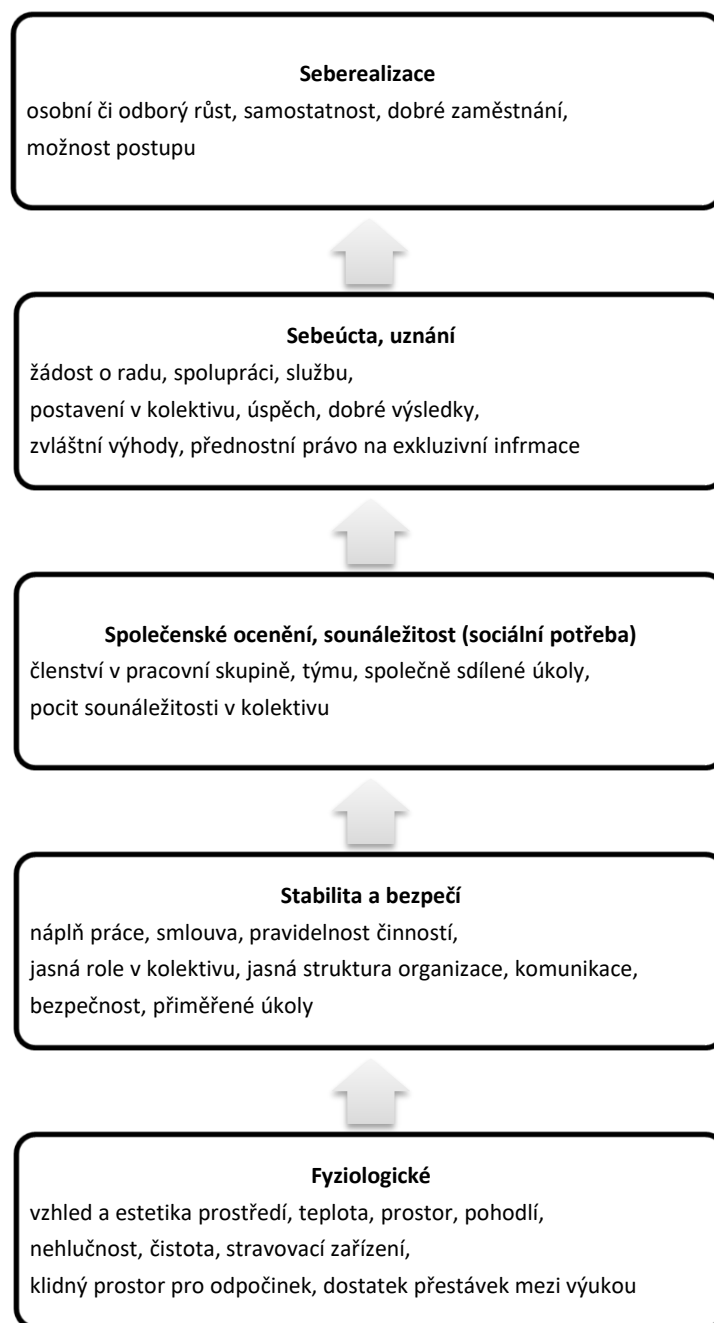 Seberealizace
osobní či odborý růst, samostatnost, dobré zaměstnání,
možnost postupu
Sebeúcta, uznání
žádost o radu, spolupráci, službu,
postavení v kolektivu, úspěch, dobré výsledky,
zvláštní výhody, přednostní právo na exkluzivní infrmace
Společenské ocenění, sounáležitost (sociální potřeba)
členství v pracovní skupině, týmu, společně sdílené úkoly,
pocit sounáležitosti v kolektivu
Stabilita a bezpečí
náplň práce, smlouva, pravidelnost činností,
jasná role v kolektivu, jasná struktura organizace, komunikace,
bezpečnost, přiměřené úkoly
Fyziologické
vzhled a estetika prostředí, teplota, prostor, pohodlí,
nehlučnost, čistota, stravovací zařízení,
klidný prostor pro odpočinek, dostatek přestávek mezi výukou